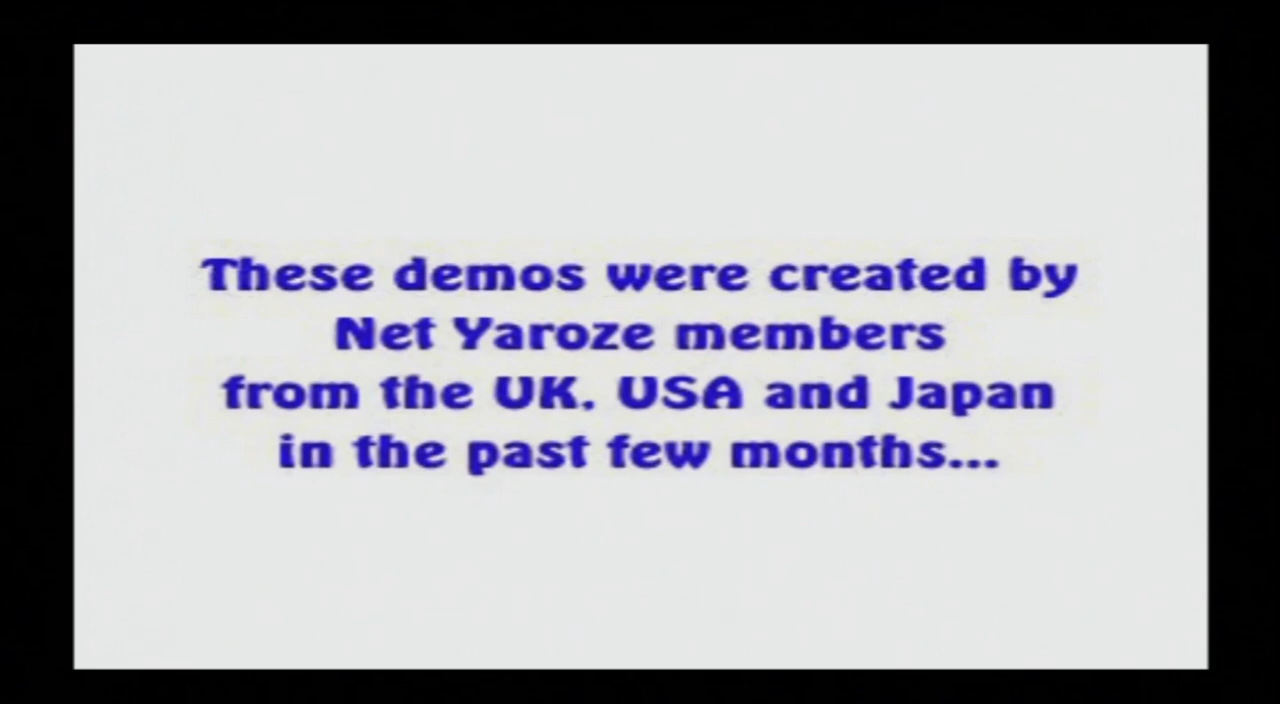 These demos were created by
Net Yaroze members
from the UK, USA and Japan
in the past few months...